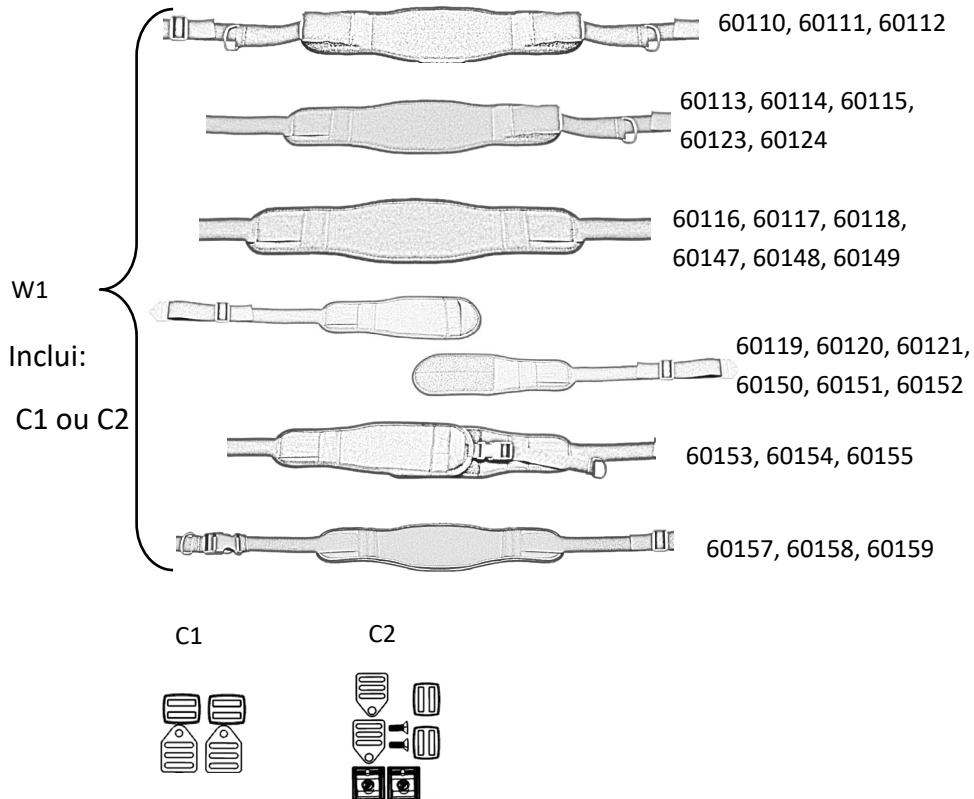 60110, 60111, 60112
60113, 60114, 60115,
60123, 60124
60116, 60117, 60118,
60147, 60148, 60149
W1
Inclui:
C1 ou C2
60119, 60120, 60121,
60150, 60151, 60152
60153, 60154, 60155
60157, 60158, 60159
C1
C2